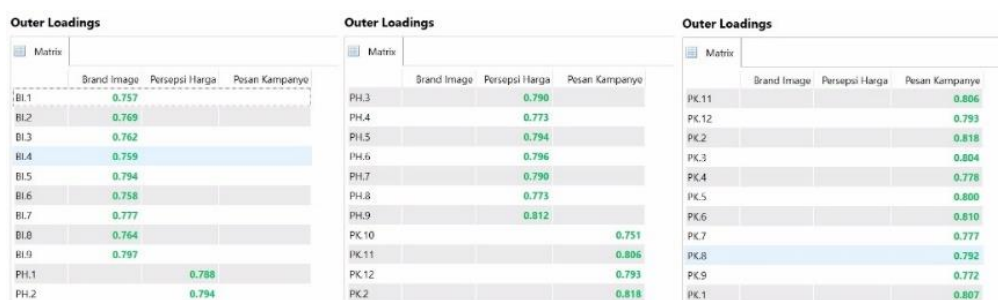 Outer Loadings
Matrix
Brand Image Persepsi Harga Pesan Kampanye
BI.1 0.757
BI.2 0.769
BI.3 0.762
BI.4 0.759
BI.5 0.794
BI.6 0.758
BI.7 0.777
BI.8 0.764
BI.9 0.797
PH.1 0.788
PH.2 0.794
Outer Loadings
Matrix
Brand Image Persepsi Harga Pesan Kampanye
PH.3 0.790
PH.4 0.773
PH.5 0.794
PH.6 0.796
PH.7 0.790
PH.8 0.773
PH.9 0.812
PK.10 0.751
PK.11 0.806
PK.12 0.793
PK.2 0.818
Outer Loadings
Matrix
Brand Image Persepsi Harga Pesan Kampanye
PK.11 0.806
PK.12 0.793
PK.2 0.818
PK.3 0.804
PK.4 0.778
PK.5 0.800
PK.6 0.810
PK.7 0.777
PK.8 0.792
PK.9 0.772
PK.1 0.807